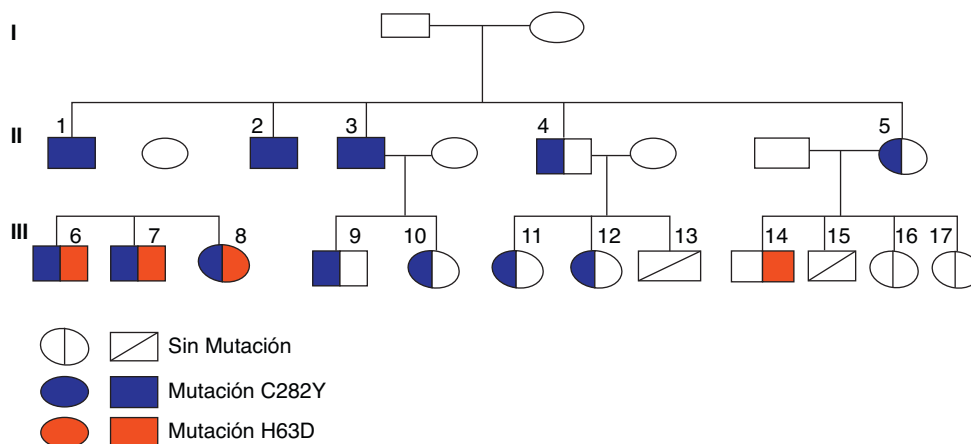 I
II 1 2 3 4 5
III 6 7 8 9 10 11 12 13 14 15 16 17
Sin Mutación
Mutación C282Y
Mutación H63D